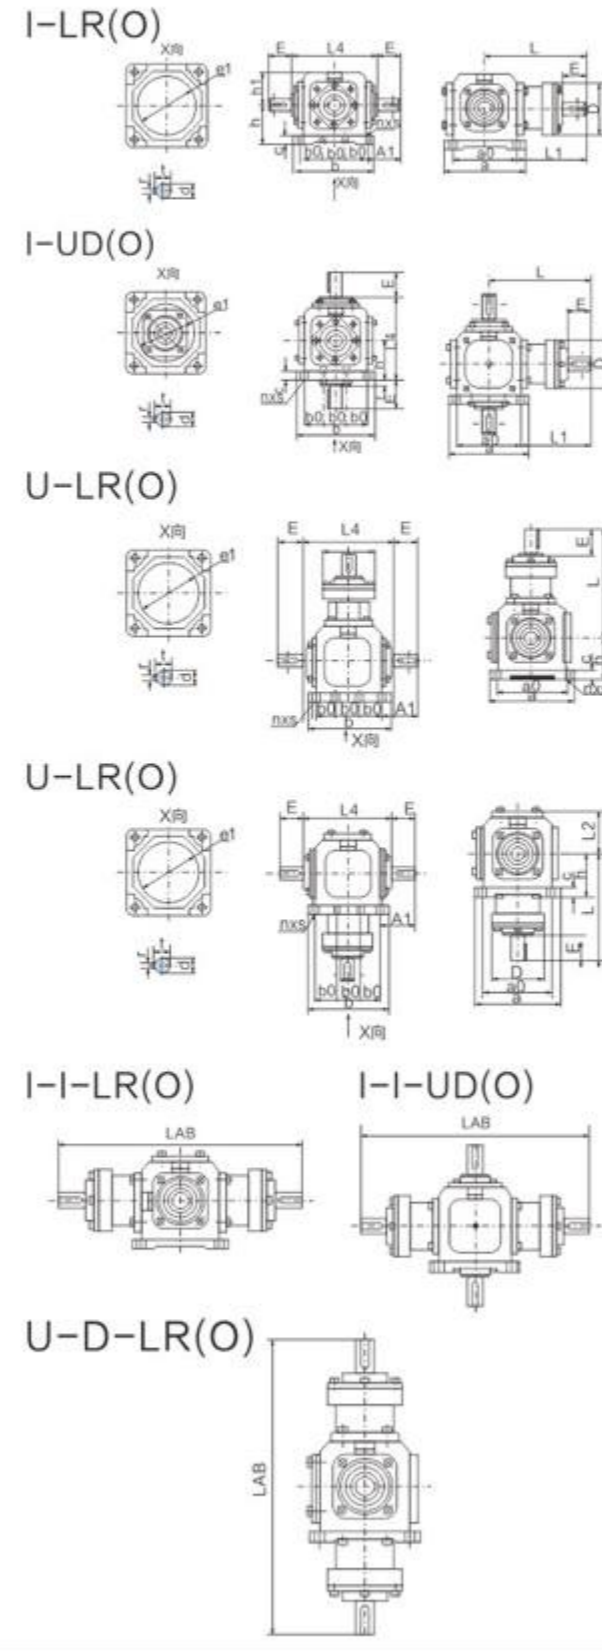 I-LR(O)
X向
e1
t
r
d
E L4 E
h1
h
c
nxs
b0 b0 b0 A1
b
X向
L
E
a0 L1
a
I-UD(O)
X向
e1
t
r
d
E
L4
h
c
E
nxs
b0 b0 b0
b
X向
L
E
D
a0 L1
a
U-LR(O)
X向
e1
t
r
d
E L4 E
nxs
b0 b0 b0 A1
b
X向
E
L
c
h
a0
a
U-LR(O)
X向
e1
t
r
d
E L4 E
nxs
A1
b0 b0 b0
b
X向
L2
c
h
L
E
D
a0
a
I-I-LR(O)
I-I-UD(O)
LAB
LAB
U-D-LR(O)
LAB